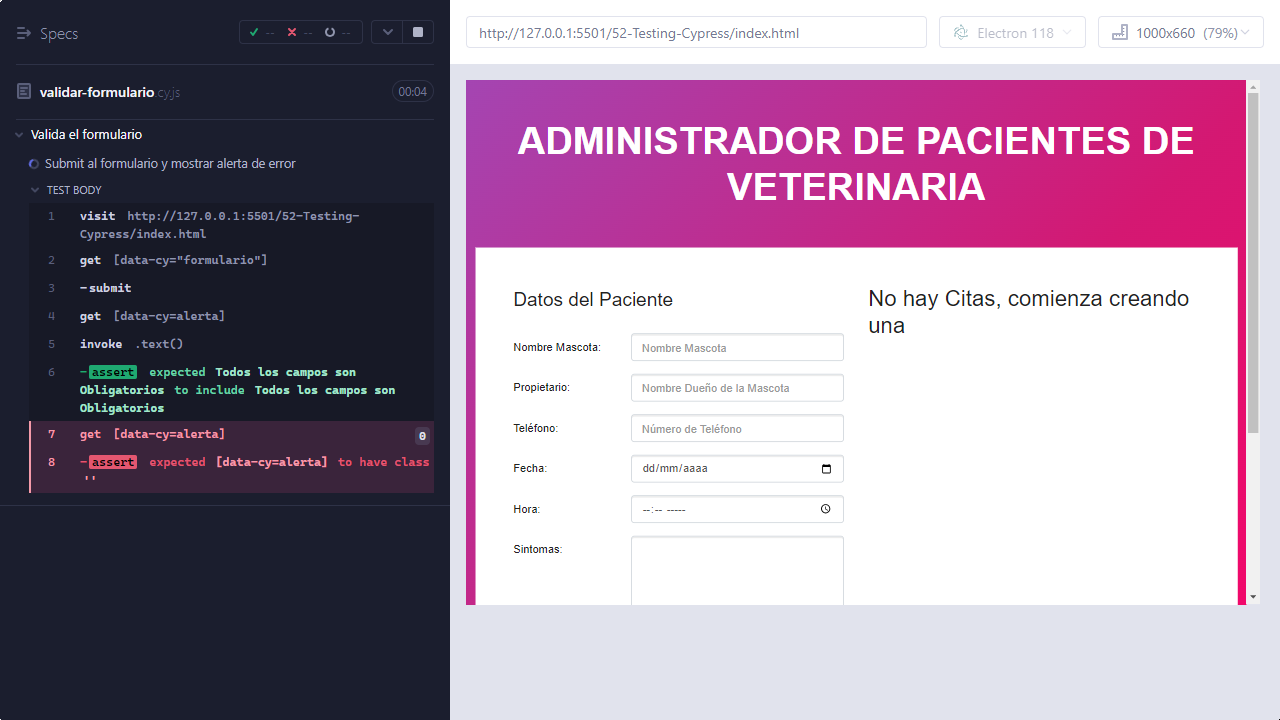 Specs
-- -- --
validar-formulario.cy.js
00:04
Valida el formulario
Submit al formulario y mostrar alerta de error
TEST BODY
1 visit http://127.0.0.1:5501/52-Testing-
Cypress/index.html
2 get [data-cy="formulario"]
3 -submit
4 get [data-cy=alerta]
5 invoke .text()
6 -assert expected Todos los campos son
Obligatorios to include Todos los campos son
Obligatorios
7 get [data-cy=alerta] 0
8 -assert expected [data-cy=alerta] to have class
''
http://127.0.0.1:5501/52-Testing-Cypress/index.html
Electron 118
1000x660 (79%)
ADMINISTRADOR DE PACIENTES DE
VETERINARIA
Datos del Paciente
Nombre Mascota: Nombre Mascota
Propietario: Nombre Dueño de la Mascota
Teléfono: Número de Teléfono
Fecha: dd/mm/aaaa
Hora: --:-- -----
Sintomas:
No hay Citas, comienza creando
una